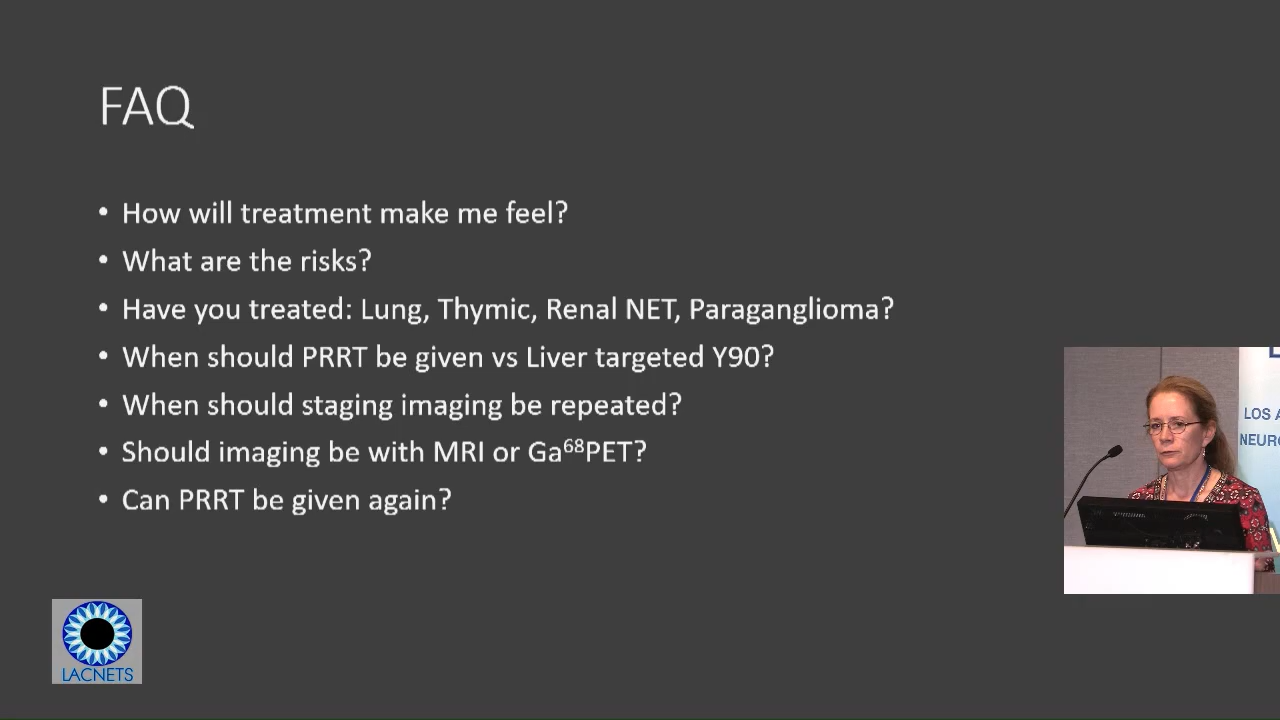 FAQ
• How will treatment make me feel?
• What are the risks?
• Have you treated: Lung, Thymic, Renal NET, Paraganglioma?
• When should PRRT be given vs Liver targeted Y90?
• When should staging imaging be repeated?
• Should imaging be with MRI or Ga⁶⁸PET?
• Can PRRT be given again?
LOS
NEURO
LACNETS